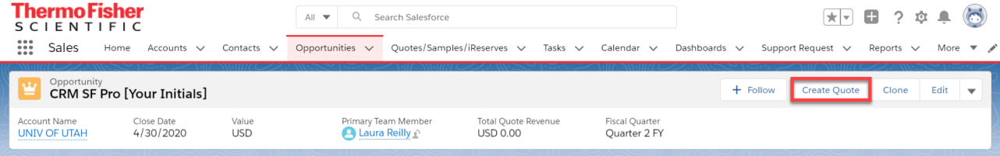 ThermoFisher
SCIENTIFIC
All Search Salesforce
Sales Home Accounts Contacts Opportunities Quotes/Samples/iReserves Tasks Calendar Dashboards Support Request Reports More
Opportunity
CRM SF Pro [Your Initials]
+ Follow Create Quote Clone Edit
Account Name Close Date Value Primary Team Member Total Quote Revenue Fiscal Quarter
UNIV OF UTAH 4/30/2020 USD Laura Reilly USD 0.00 Quarter 2 FY